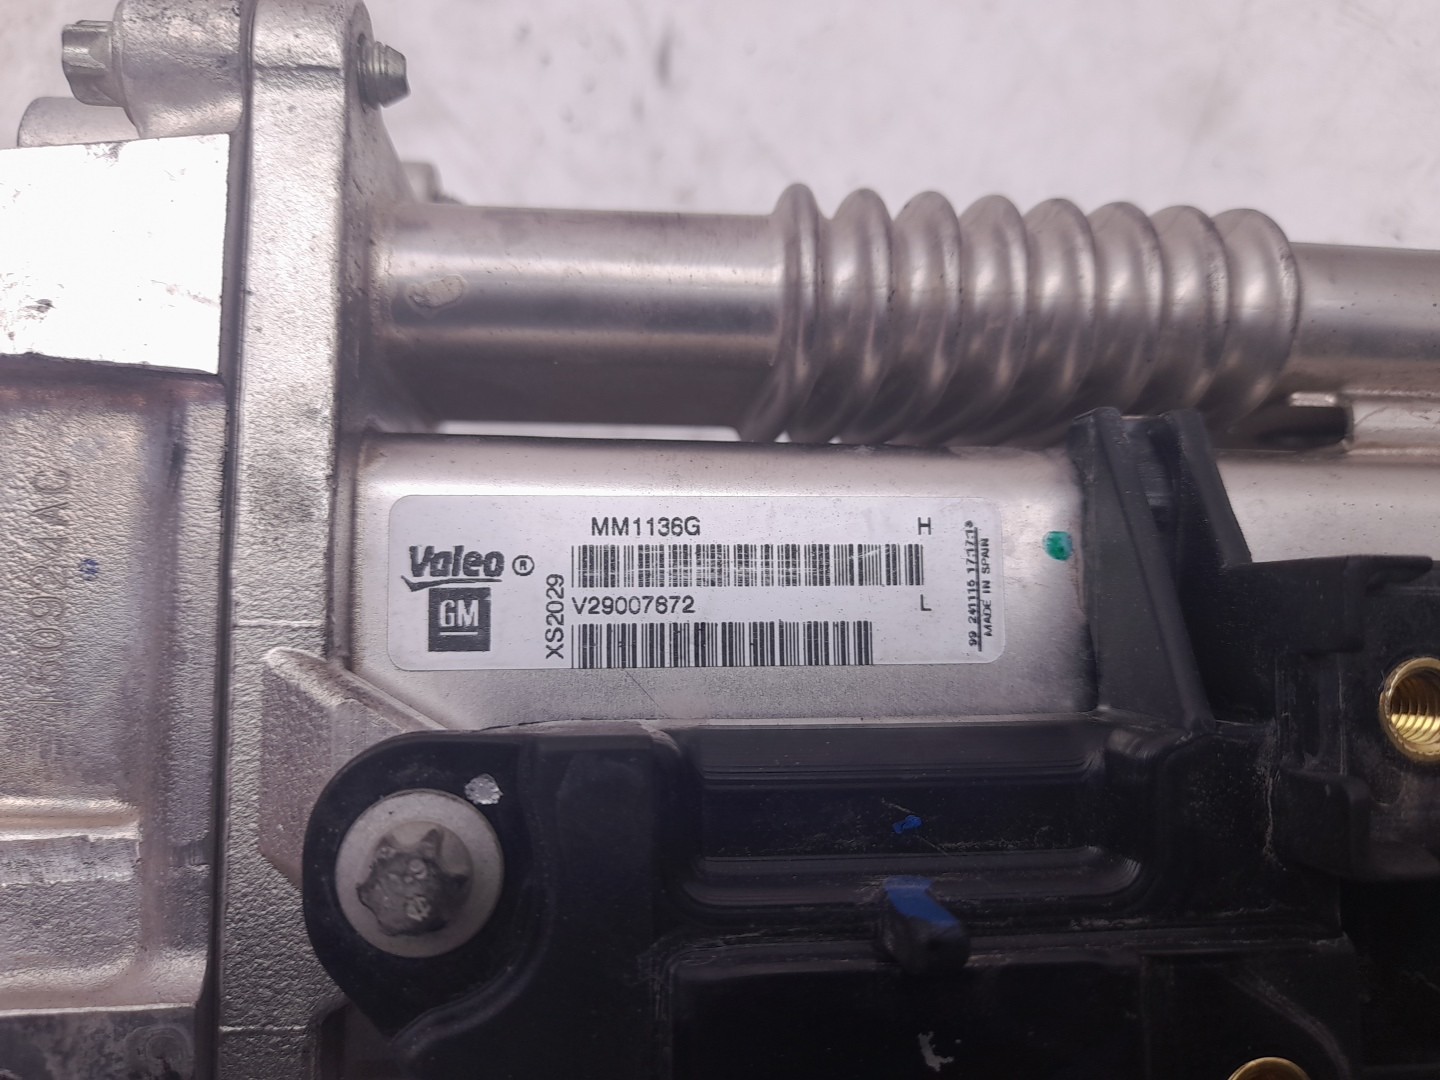 MM1136G
H
Valeo®
GM
XS2029
V29007672
L
MADE IN SPAIN